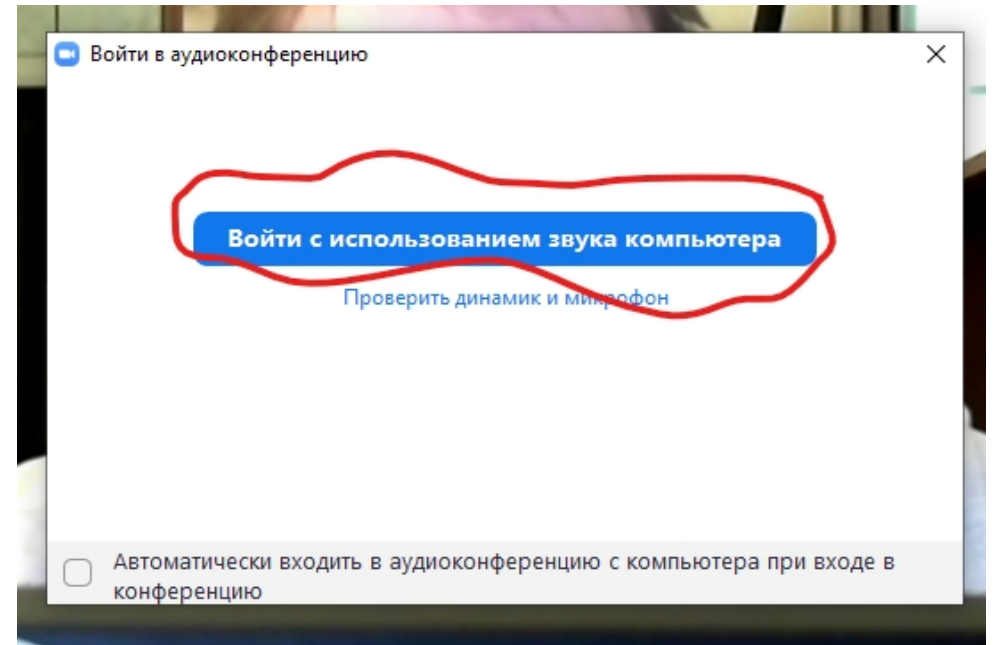 Войти в аудиоконференцию
Войти с использованием звука компьютера
Проверить динамик и микрофон
Автоматически входить в аудиоконференцию с компьютера при входе в
конференцию